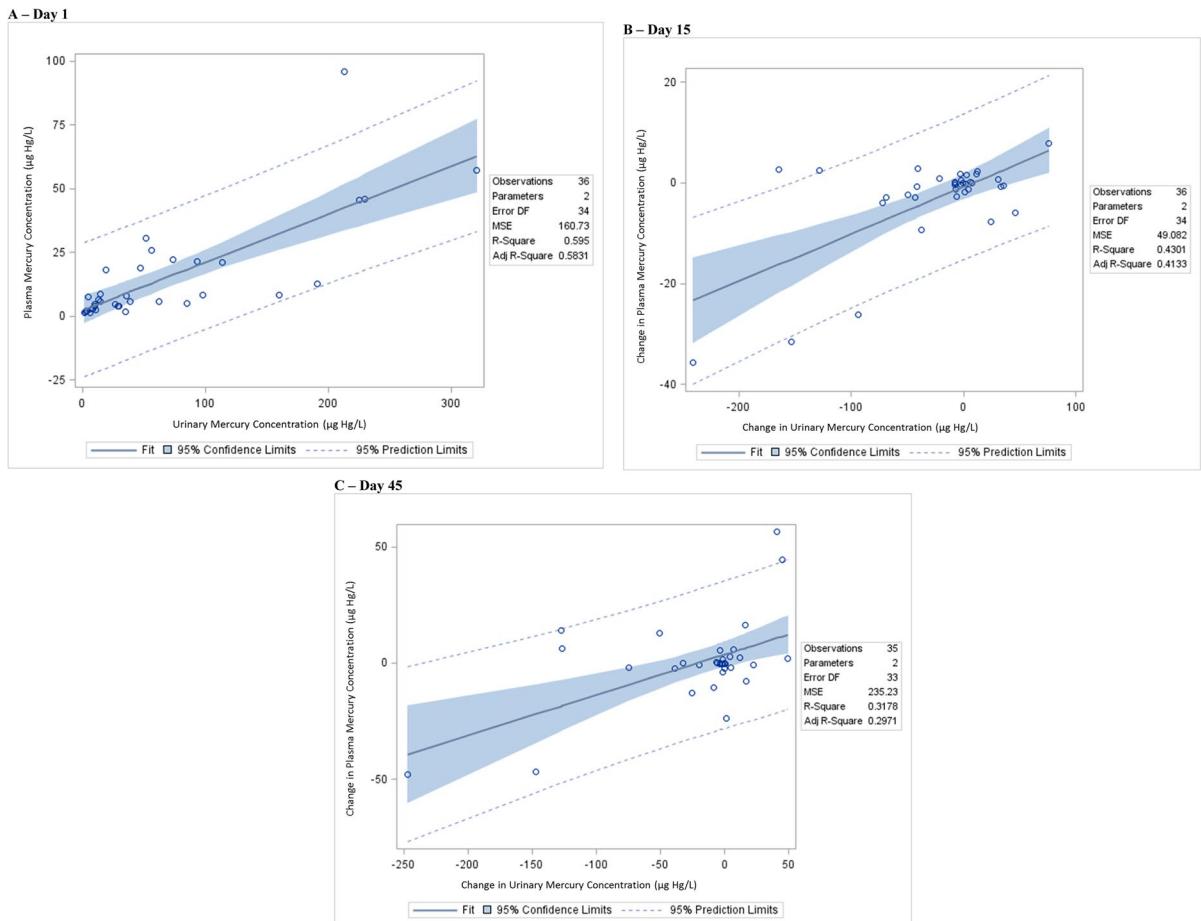 A – Day 1
100
75
50
25
0
-25
Plasma Mercury Concentration (µg Hg/L)
0 100 200 300
Urinary Mercury Concentration (µg Hg/L)
Observations 36
Parameters 2
Error DF 34
MSE 160.73
R-Square 0.595
Adj R-Square 0.5831
Fit 95% Confidence Limits 95% Prediction Limits
B – Day 15
20
0
-20
-40
Change in Plasma Mercury Concentration (µg Hg/L)
-200 -100 0 100
Change in Urinary Mercury Concentration (µg Hg/L)
Observations 36
Parameters 2
Error DF 34
MSE 49.082
R-Square 0.4301
Adj R-Square 0.4133
Fit 95% Confidence Limits 95% Prediction Limits
C – Day 45
50
0
-50
Change in Plasma Mercury Concentration (µg Hg/L)
-250 -200 -150 -100 -50 0 50
Change in Urinary Mercury Concentration (µg Hg/L)
Observations 35
Parameters 2
Error DF 33
MSE 235.23
R-Square 0.3178
Adj R-Square 0.2971
Fit 95% Confidence Limits 95% Prediction Limits